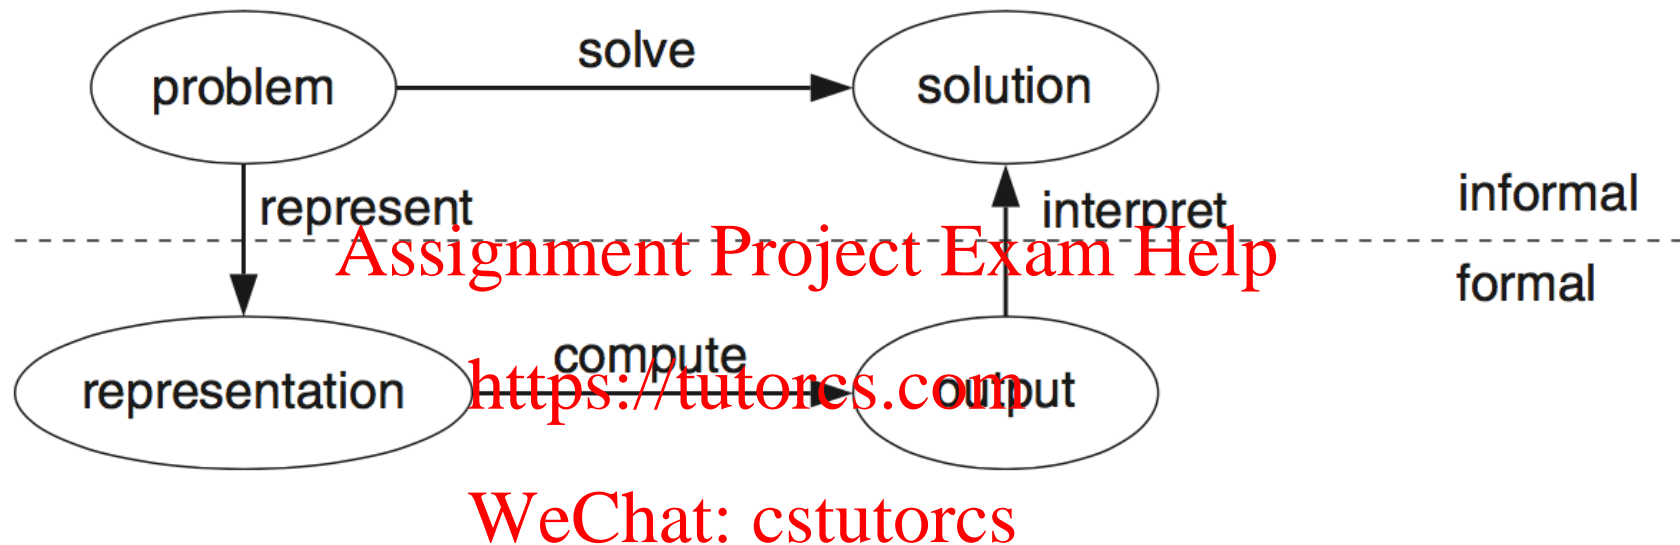 solve
problem
solution
represent
interpret
informal
Assignment Project Exam Help
formal
compute
https://tutorcs.com
representation
output
WeChat: cstutorcs